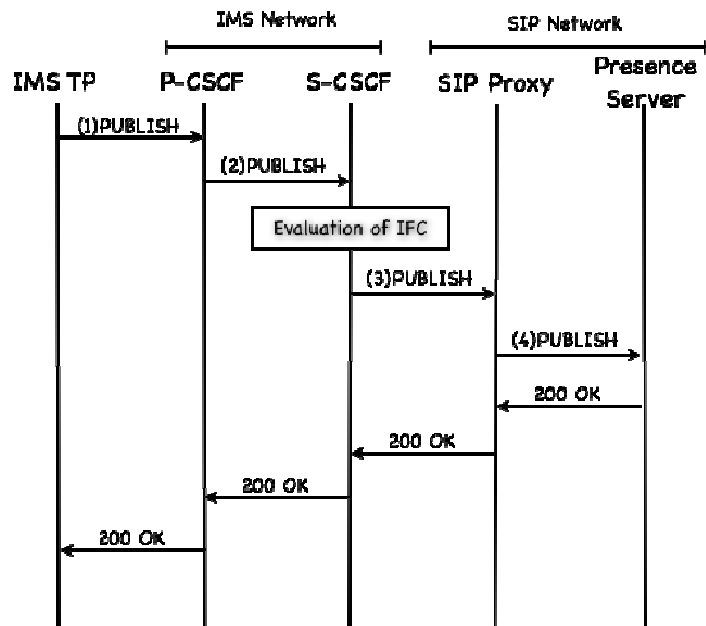 IMS Network
SIP Network
IMS TP
P-CSCF
S-CSCF
SIP Proxy
Presence
Server
(1)PUBLISH
(2)PUBLISH
Evaluation of IFC
(3)PUBLISH
(4)PUBLISH
200 OK
200 OK
200 OK
200 OK